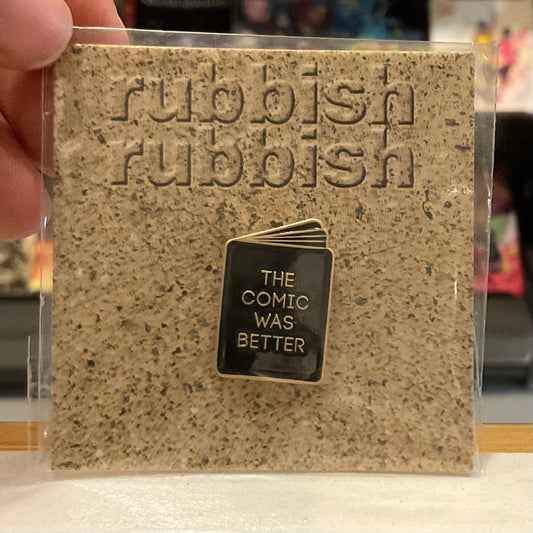 rubbish
rubbish
THE
COMIC
WAS
BETTER